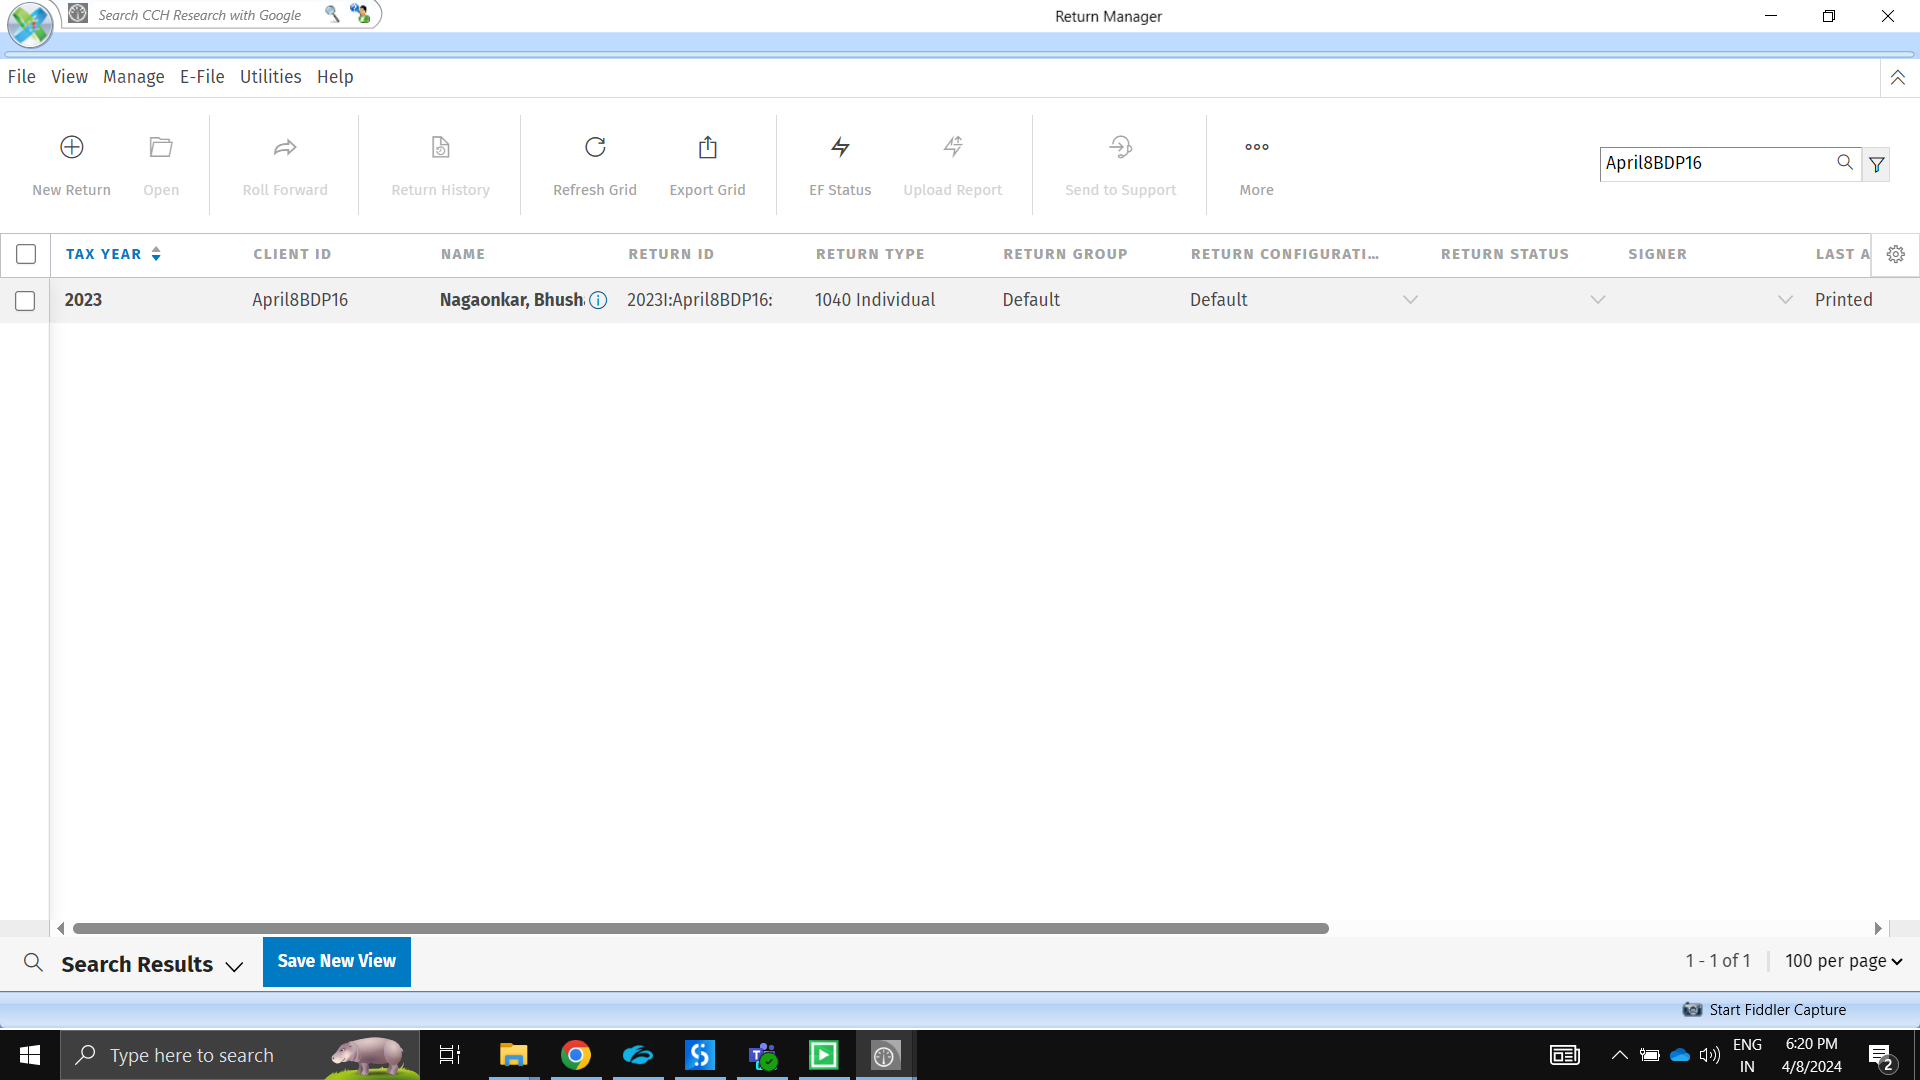 Search CCH Research with Google
Return Manager
File View Manage E-File Utilities Help
New Return Open Roll Forward Return History Refresh Grid Export Grid EF Status Upload Report Send to Support More
April8BDP16
TAX YEAR CLIENT ID NAME RETURN ID RETURN TYPE RETURN GROUP RETURN CONFIGURATI... RETURN STATUS SIGNER LAST A
2023 April8BDP16 Nagaonkar, Bhush 2023I:April8BDP16: 1040 Individual Default Default Printed
Search Results Save New View 1 - 1 of 1 100 per page
Start Fiddler Capture
Type here to search
ENG
IN
6:20 PM
4/8/2024
2